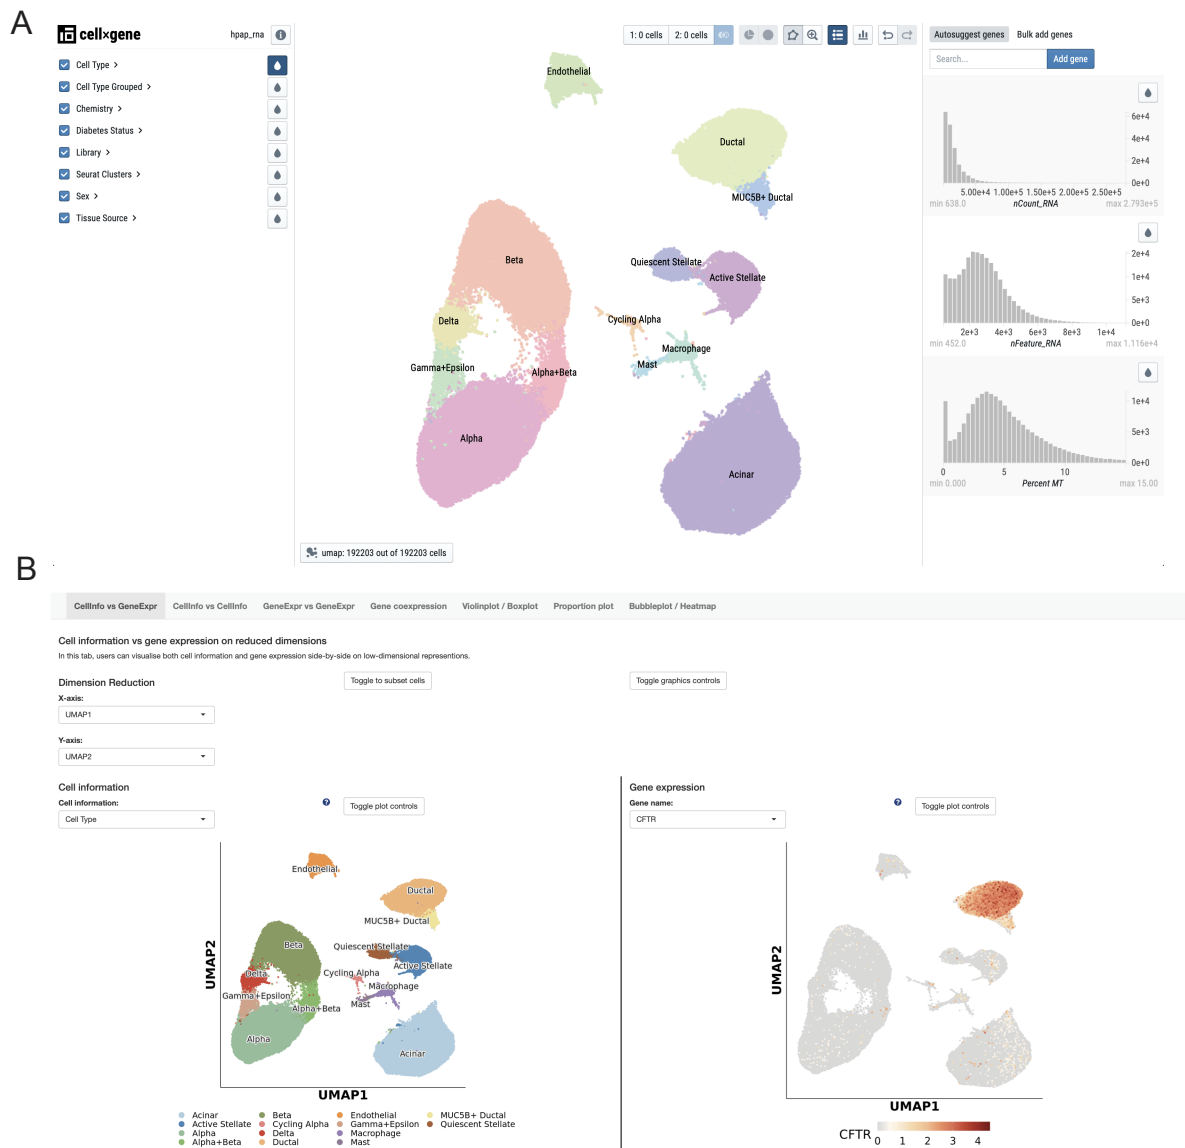 A
cell×gene
hpap_rna
1: 0 cells
2: 0 cells
Autosuggest genes
Bulk add genes
Search...
Add gene
Cell Type
Cell Type Grouped
Chemistry
Diabetes Status
Library
Seurat Clusters
Sex
Tissue Source
Endothelial
Ductal
MUC5B+ Ductal
Beta
Quiescent Stellate
Active Stellate
Delta
Cycling Alpha
Macrophage
Mast
Gamma+Epsilon
Alpha+Beta
Alpha
Acinar
umap: 192203 out of 192203 cells
6e+4
4e+4
2e+4
0e+0
5.00e+4 1.00e+5 1.50e+5 2.00e+5 2.50e+5
min 638.0 nCount_RNA max 2.793e+5
2e+4
1e+4
5e+3
0e+0
2e+3 4e+3 6e+3 8e+3 1e+4
min 452.0 nFeature_RNA max 1.116e+4
1e+4
5e+3
0e+0
0 5 10
min 0.000 Percent MT max 15.00
B
CellInfo vs GeneExpr
CellInfo vs CellInfo
GeneExpr vs GeneExpr
Gene coexpression
Violinplot / Boxplot
Proportion plot
Bubbleplot / Heatmap
Cell information vs gene expression on reduced dimensions
In this tab, users can visualise both cell information and gene expression side-by-side on low-dimensional representions.
Dimension Reduction
Toggle to subset cells
Toggle graphics controls
X-axis:
UMAP1
Y-axis:
UMAP2
Cell information
Cell information:
Cell Type
?
Toggle plot controls
Gene expression
Gene name:
CFTR
?
Toggle plot controls
Endothelial
Ductal
MUC5B+ Ductal
Beta
Quiescent Stellate
Active Stellate
Delta
Cycling Alpha
Macrophage
Gamma+Epsilon
Mast
Alpha+Beta
Alpha
Acinar
UMAP2
UMAP1
Acinar Beta Endothelial MUC5B+ Ductal
Active Stellate Cycling Alpha Gamma+Epsilon Quiescent Stellate
Alpha Delta Macrophage
Alpha+Beta Ductal Mast
UMAP2
UMAP1
CFTR 0 1 2 3 4